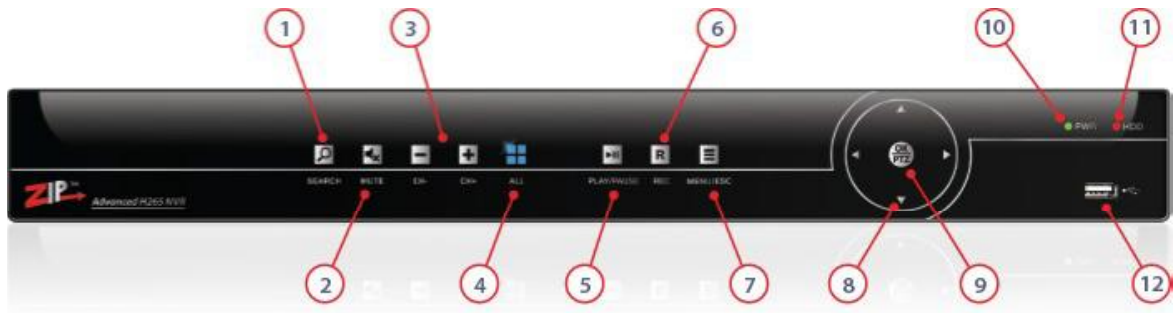 1
3
6
10
11
PWR
HDD
OK
PTZ
SEARCH
MUTE
CH-
CH+
ALL
PLAY/PAUSE
R
REC
MENU/ESC
ZIP™
Advanced H265 NVR
2
4
5
7
8
9
12